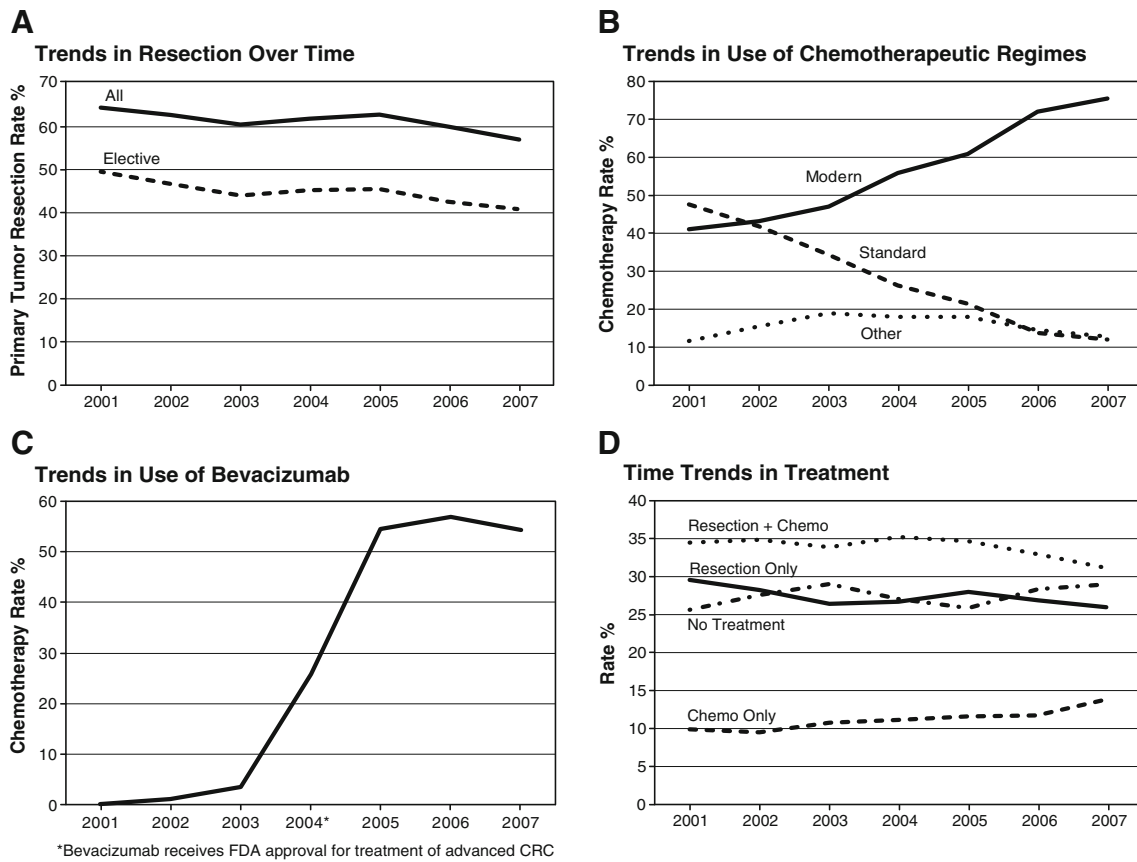 A
Trends in Resection Over Time
Primary Tumor Resection Rate %
70
60
50
40
30
20
10
0
All
Elective
2001 2002 2003 2004 2005 2006 2007
B
Trends in Use of Chemotherapeutic Regimes
Chemotherapy Rate %
80
70
60
50
40
30
20
10
0
Modern
Standard
Other
2001 2002 2003 2004 2005 2006 2007
C
Trends in Use of Bevacizumab
Chemotherapy Rate %
60
50
40
30
20
10
0
2001 2002 2003 2004* 2005 2006 2007
*Bevacizumab receives FDA approval for treatment of advanced CRC
D
Time Trends in Treatment
Rate %
40
35
30
25
20
15
10
5
0
Resection + Chemo
Resection Only
No Treatment
Chemo Only
2001 2002 2003 2004 2005 2006 2007